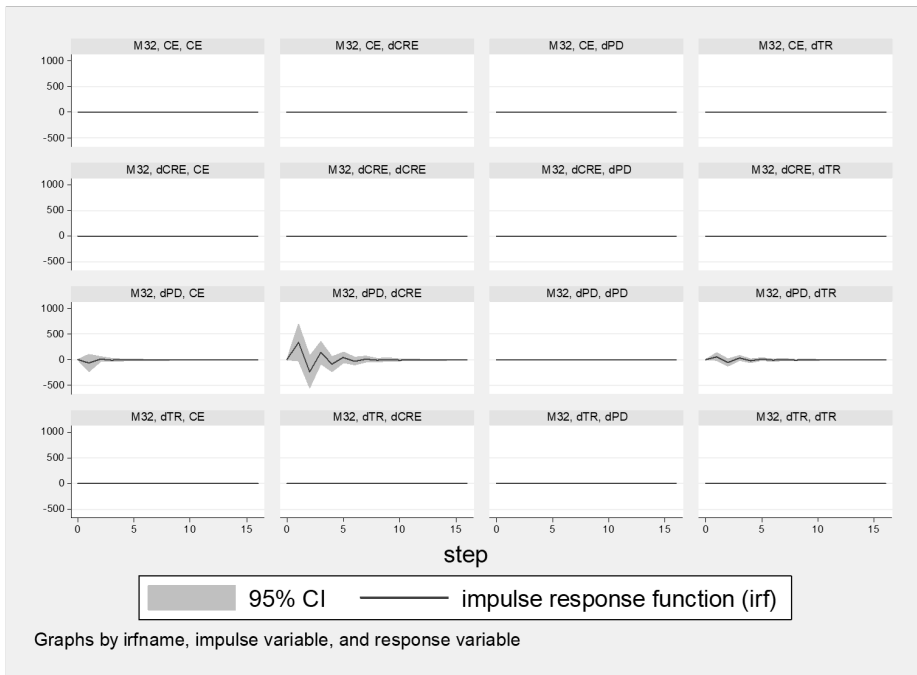 M32, CE, CE
M32, CE, dCRE
M32, CE, dPD
M32, CE, dTR
1000
500
0
-500
M32, dCRE, CE
M32, dCRE, dCRE
M32, dCRE, dPD
M32, dCRE, dTR
1000
500
0
-500
M32, dPD, CE
M32, dPD, dCRE
M32, dPD, dPD
M32, dPD, dTR
1000
500
0
-500
M32, dTR, CE
M32, dTR, dCRE
M32, dTR, dPD
M32, dTR, dTR
1000
500
0
-500
0 5 10 15
0 5 10 15
0 5 10 15
0 5 10 15
step
95% CI
impulse response function (irf)
Graphs by irfname, impulse variable, and response variable